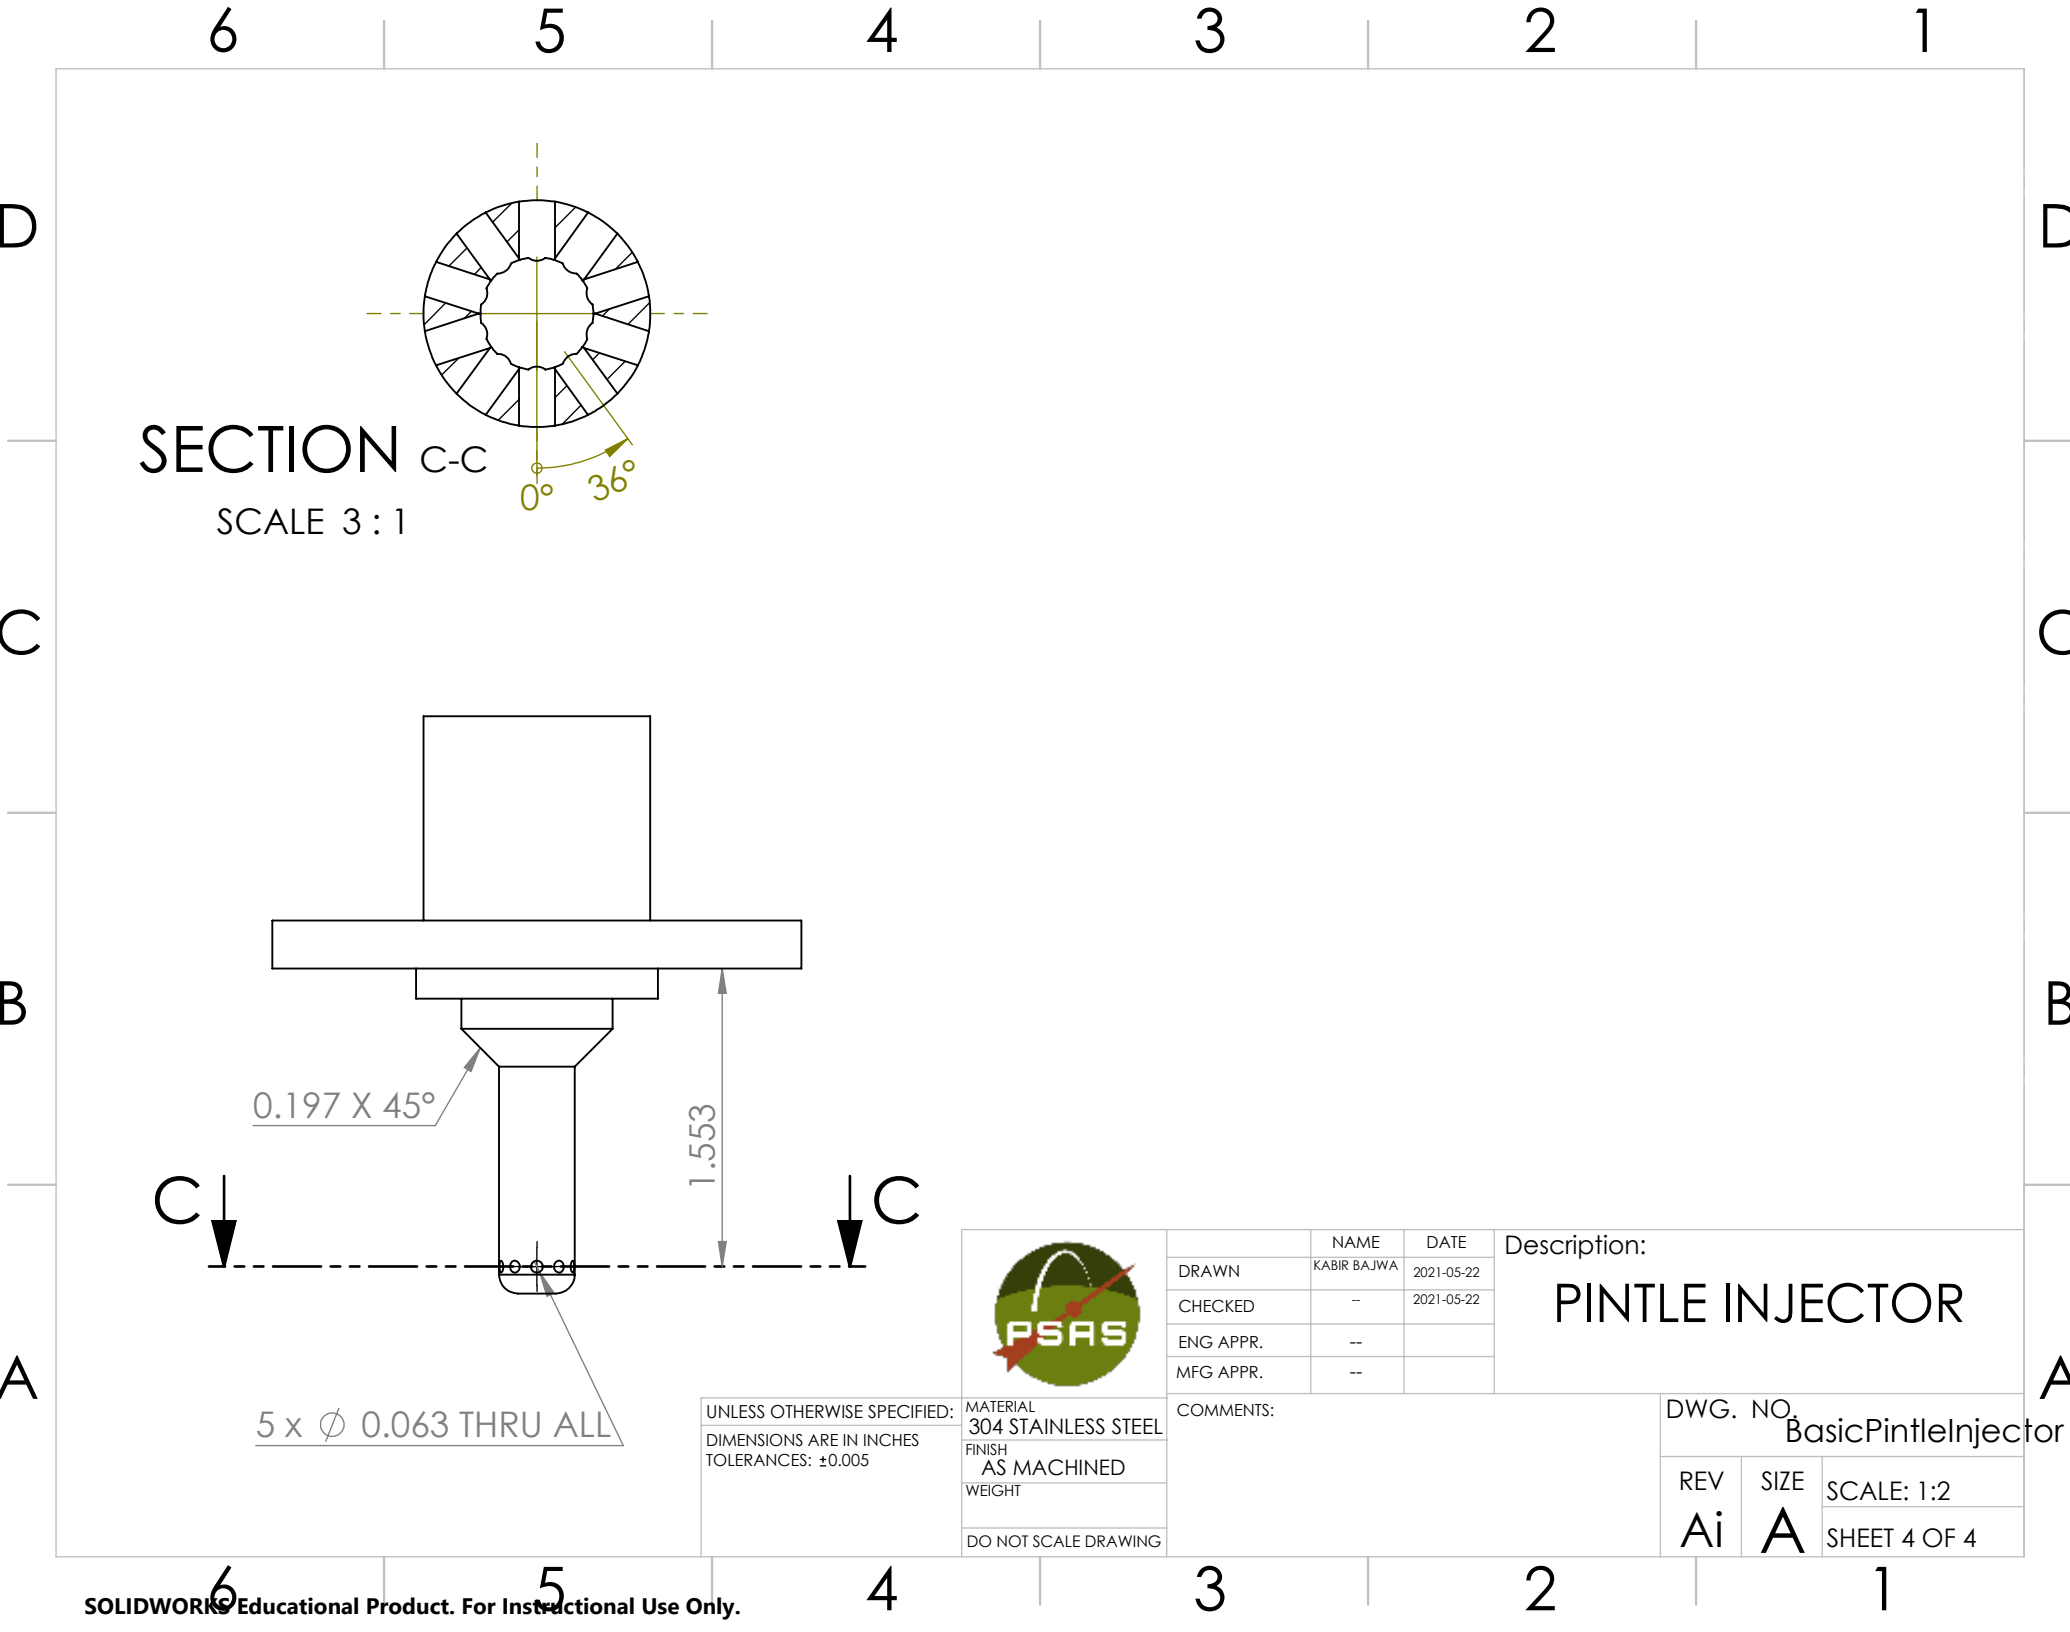 6 5 4 3 2 1
D D
SECTION C-C
SCALE 3 : 1
0°
36°
C C
B B
0.197 X 45°
1.553
C C
5 x ∅ 0.063 THRU ALL
A A
PSAS
NAME DATE
DRAWN KABIR BAJWA 2021-05-22
CHECKED -- 2021-05-22
ENG APPR. --
MFG APPR. --
Description:
PINTLE INJECTOR
UNLESS OTHERWISE SPECIFIED:
DIMENSIONS ARE IN INCHES
TOLERANCES: ±0.005
MATERIAL
304 STAINLESS STEEL
FINISH
AS MACHINED
WEIGHT
DO NOT SCALE DRAWING
COMMENTS:
DWG. NO.
BasicPintleInjector
REV
Ai
SIZE
A
SCALE: 1:2
SHEET 4 OF 4
6 5 4 3 2 1
SOLIDWORKS Educational Product. For Instructional Use Only.